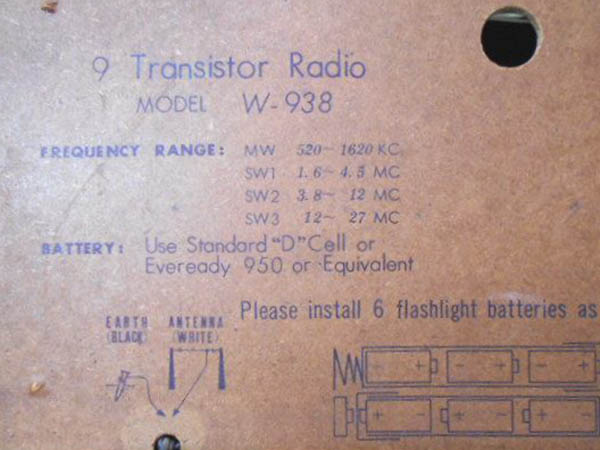 9 Transistor Radio
MODEL W-938
FREQUENCY RANGE: MW 520~1620 KC
SW1 1.6~4.5 MC
SW2 3.8~12 MC
SW3 12~27 MC
BATTERY: Use Standard "D" Cell or
Eveready 950 or Equivalent
Please install 6 flashlight batteries as
EARTH ANTENNA
(BLACK) (WHITE)
- + - + - +
+ - + - + -